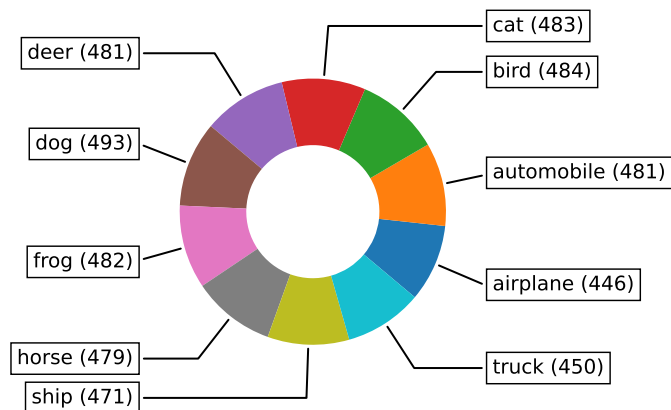 cat (483)
deer (481)
bird (484)
dog (493)
automobile (481)
frog (482)
airplane (446)
horse (479)
truck (450)
ship (471)